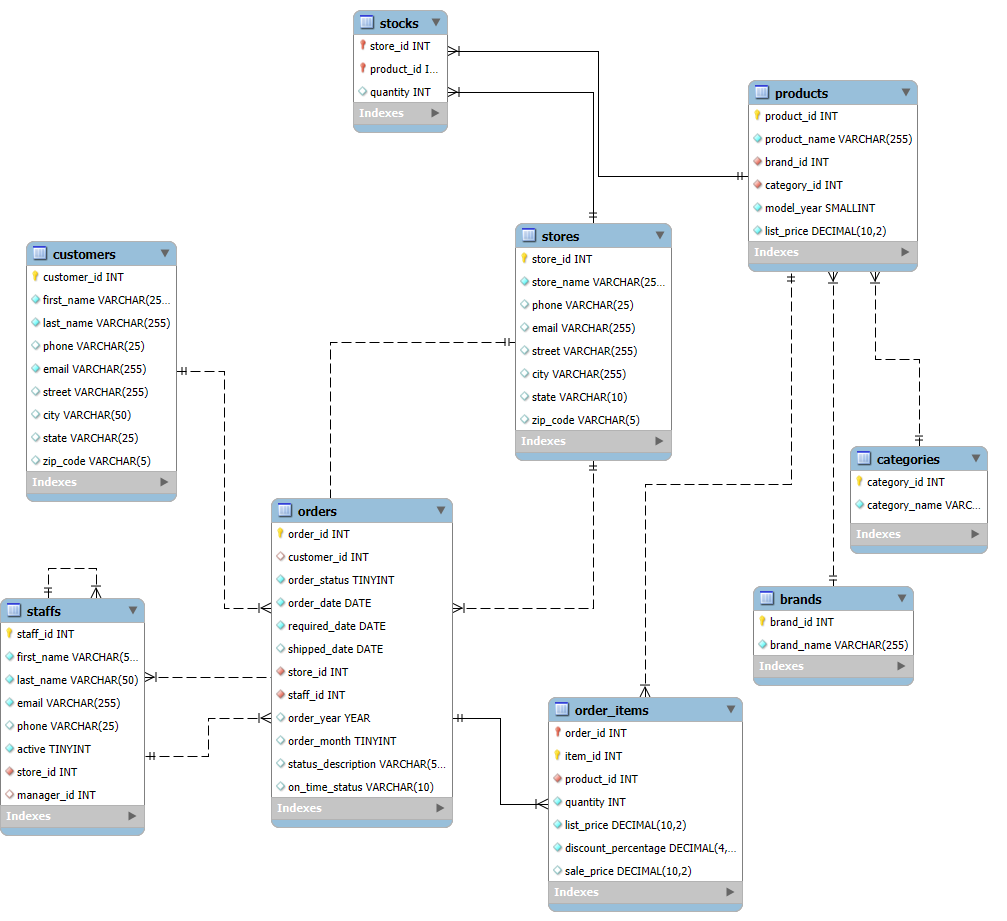 stocks
store_id INT
product_id I...
quantity INT
Indexes
products
product_id INT
product_name VARCHAR(255)
brand_id INT
category_id INT
model_year SMALLINT
list_price DECIMAL(10,2)
Indexes
customers
customer_id INT
first_name VARCHAR(25...
last_name VARCHAR(255)
phone VARCHAR(25)
email VARCHAR(255)
street VARCHAR(255)
city VARCHAR(50)
state VARCHAR(25)
zip_code VARCHAR(5)
Indexes
stores
store_id INT
store_name VARCHAR(25...
phone VARCHAR(25)
email VARCHAR(255)
street VARCHAR(255)
city VARCHAR(255)
state VARCHAR(10)
zip_code VARCHAR(5)
Indexes
categories
category_id INT
category_name VARC...
Indexes
orders
order_id INT
customer_id INT
order_status TINYINT
order_date DATE
required_date DATE
shipped_date DATE
store_id INT
staff_id INT
order_year YEAR
order_month TINYINT
status_description VARCHAR(5...
on_time_status VARCHAR(10)
Indexes
staffs
staff_id INT
first_name VARCHAR(5...
last_name VARCHAR(50)
email VARCHAR(255)
phone VARCHAR(25)
active TINYINT
store_id INT
manager_id INT
Indexes
brands
brand_id INT
brand_name VARCHAR(255)
Indexes
order_items
order_id INT
item_id INT
product_id INT
quantity INT
list_price DECIMAL(10,2)
discount_percentage DECIMAL(4,...
sale_price DECIMAL(10,2)
Indexes